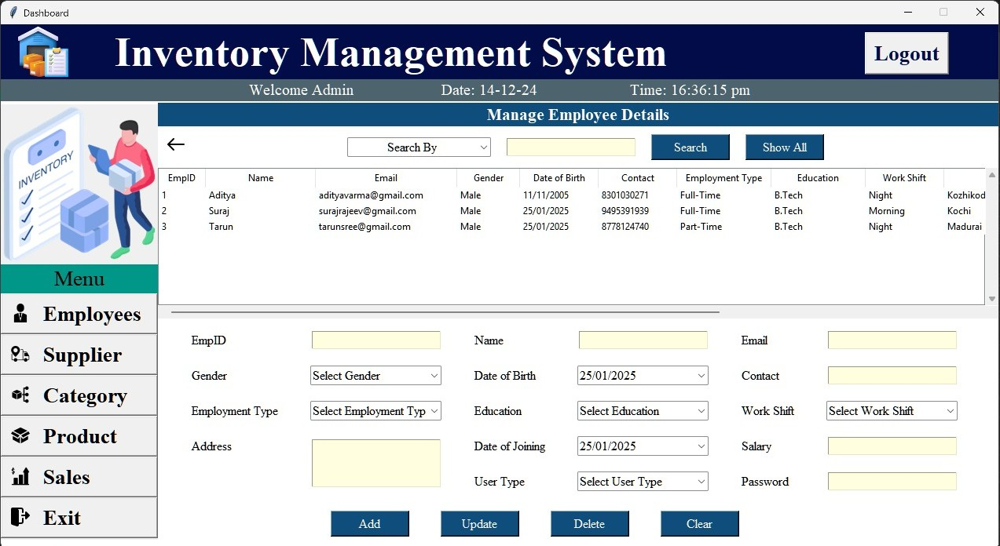 Dashboard
Inventory Management System
Logout
Welcome Admin Date: 14-12-24 Time: 16:36:15 pm
INVENTORY
Manage Employee Details
Search By Search Show All
EmpID Name Email Gender Date of Birth Contact Employment Type Education Work Shift
1 Aditya adityavarma@gmail.com Male 11/11/2005 8301030271 Full-Time B.Tech Night Kozhikod
2 Suraj surajrajeev@gmail.com Male 25/01/2025 9495391939 Full-Time B.Tech Morning Kochi
3 Tarun tarunsree@gmail.com Male 25/01/2025 8778124740 Part-Time B.Tech Night Madurai
Menu
Employees
Supplier
Category
Product
Sales
Exit
EmpID Name Email
Gender Select Gender Date of Birth 25/01/2025 Contact
Employment Type Select Employment Typ Education Select Education Work Shift Select Work Shift
Address Date of Joining 25/01/2025 Salary
User Type Select User Type Password
Add Update Delete Clear